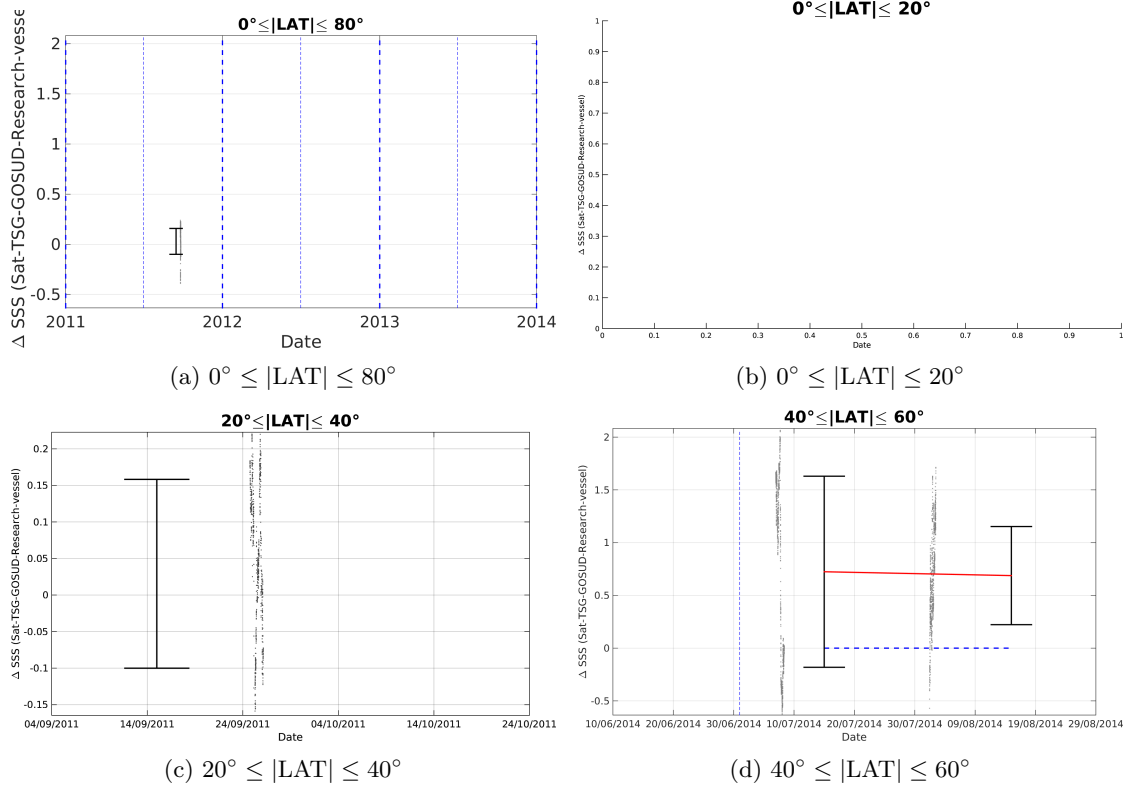 0°≤|LAT|≤ 80°
Δ SSS (Sat-TSG-GOSUD-Research-vesse
2
1.5
1
0.5
0
-0.5
2011 2012 2013 2014
Date
(a) 0° ≤ |LAT| ≤ 80°
0°≤|LAT|≤ 20°
Δ SSS (Sat-TSG-GOSUD-Research-vessel)
1
0.9
0.8
0.7
0.6
0.5
0.4
0.3
0.2
0.1
0
0 0.1 0.2 0.3 0.4 0.5 0.6 0.7 0.8 0.9 1
Date
(b) 0° ≤ |LAT| ≤ 20°
20°≤|LAT|≤ 40°
Δ SSS (Sat-TSG-GOSUD-Research-vessel)
0.2
0.15
0.1
0.05
0
-0.05
-0.1
-0.15
04/09/2011 14/09/2011 24/09/2011 04/10/2011 14/10/2011 24/10/2011
Date
(c) 20° ≤ |LAT| ≤ 40°
40°≤|LAT|≤ 60°
Δ SSS (Sat-TSG-GOSUD-Research-vessel)
2
1.5
1
0.5
0
-0.5
10/06/2014 20/06/2014 30/06/2014 10/07/2014 20/07/2014 30/07/2014 09/08/2014 19/08/2014 29/08/2014
Date
(d) 40° ≤ |LAT| ≤ 60°